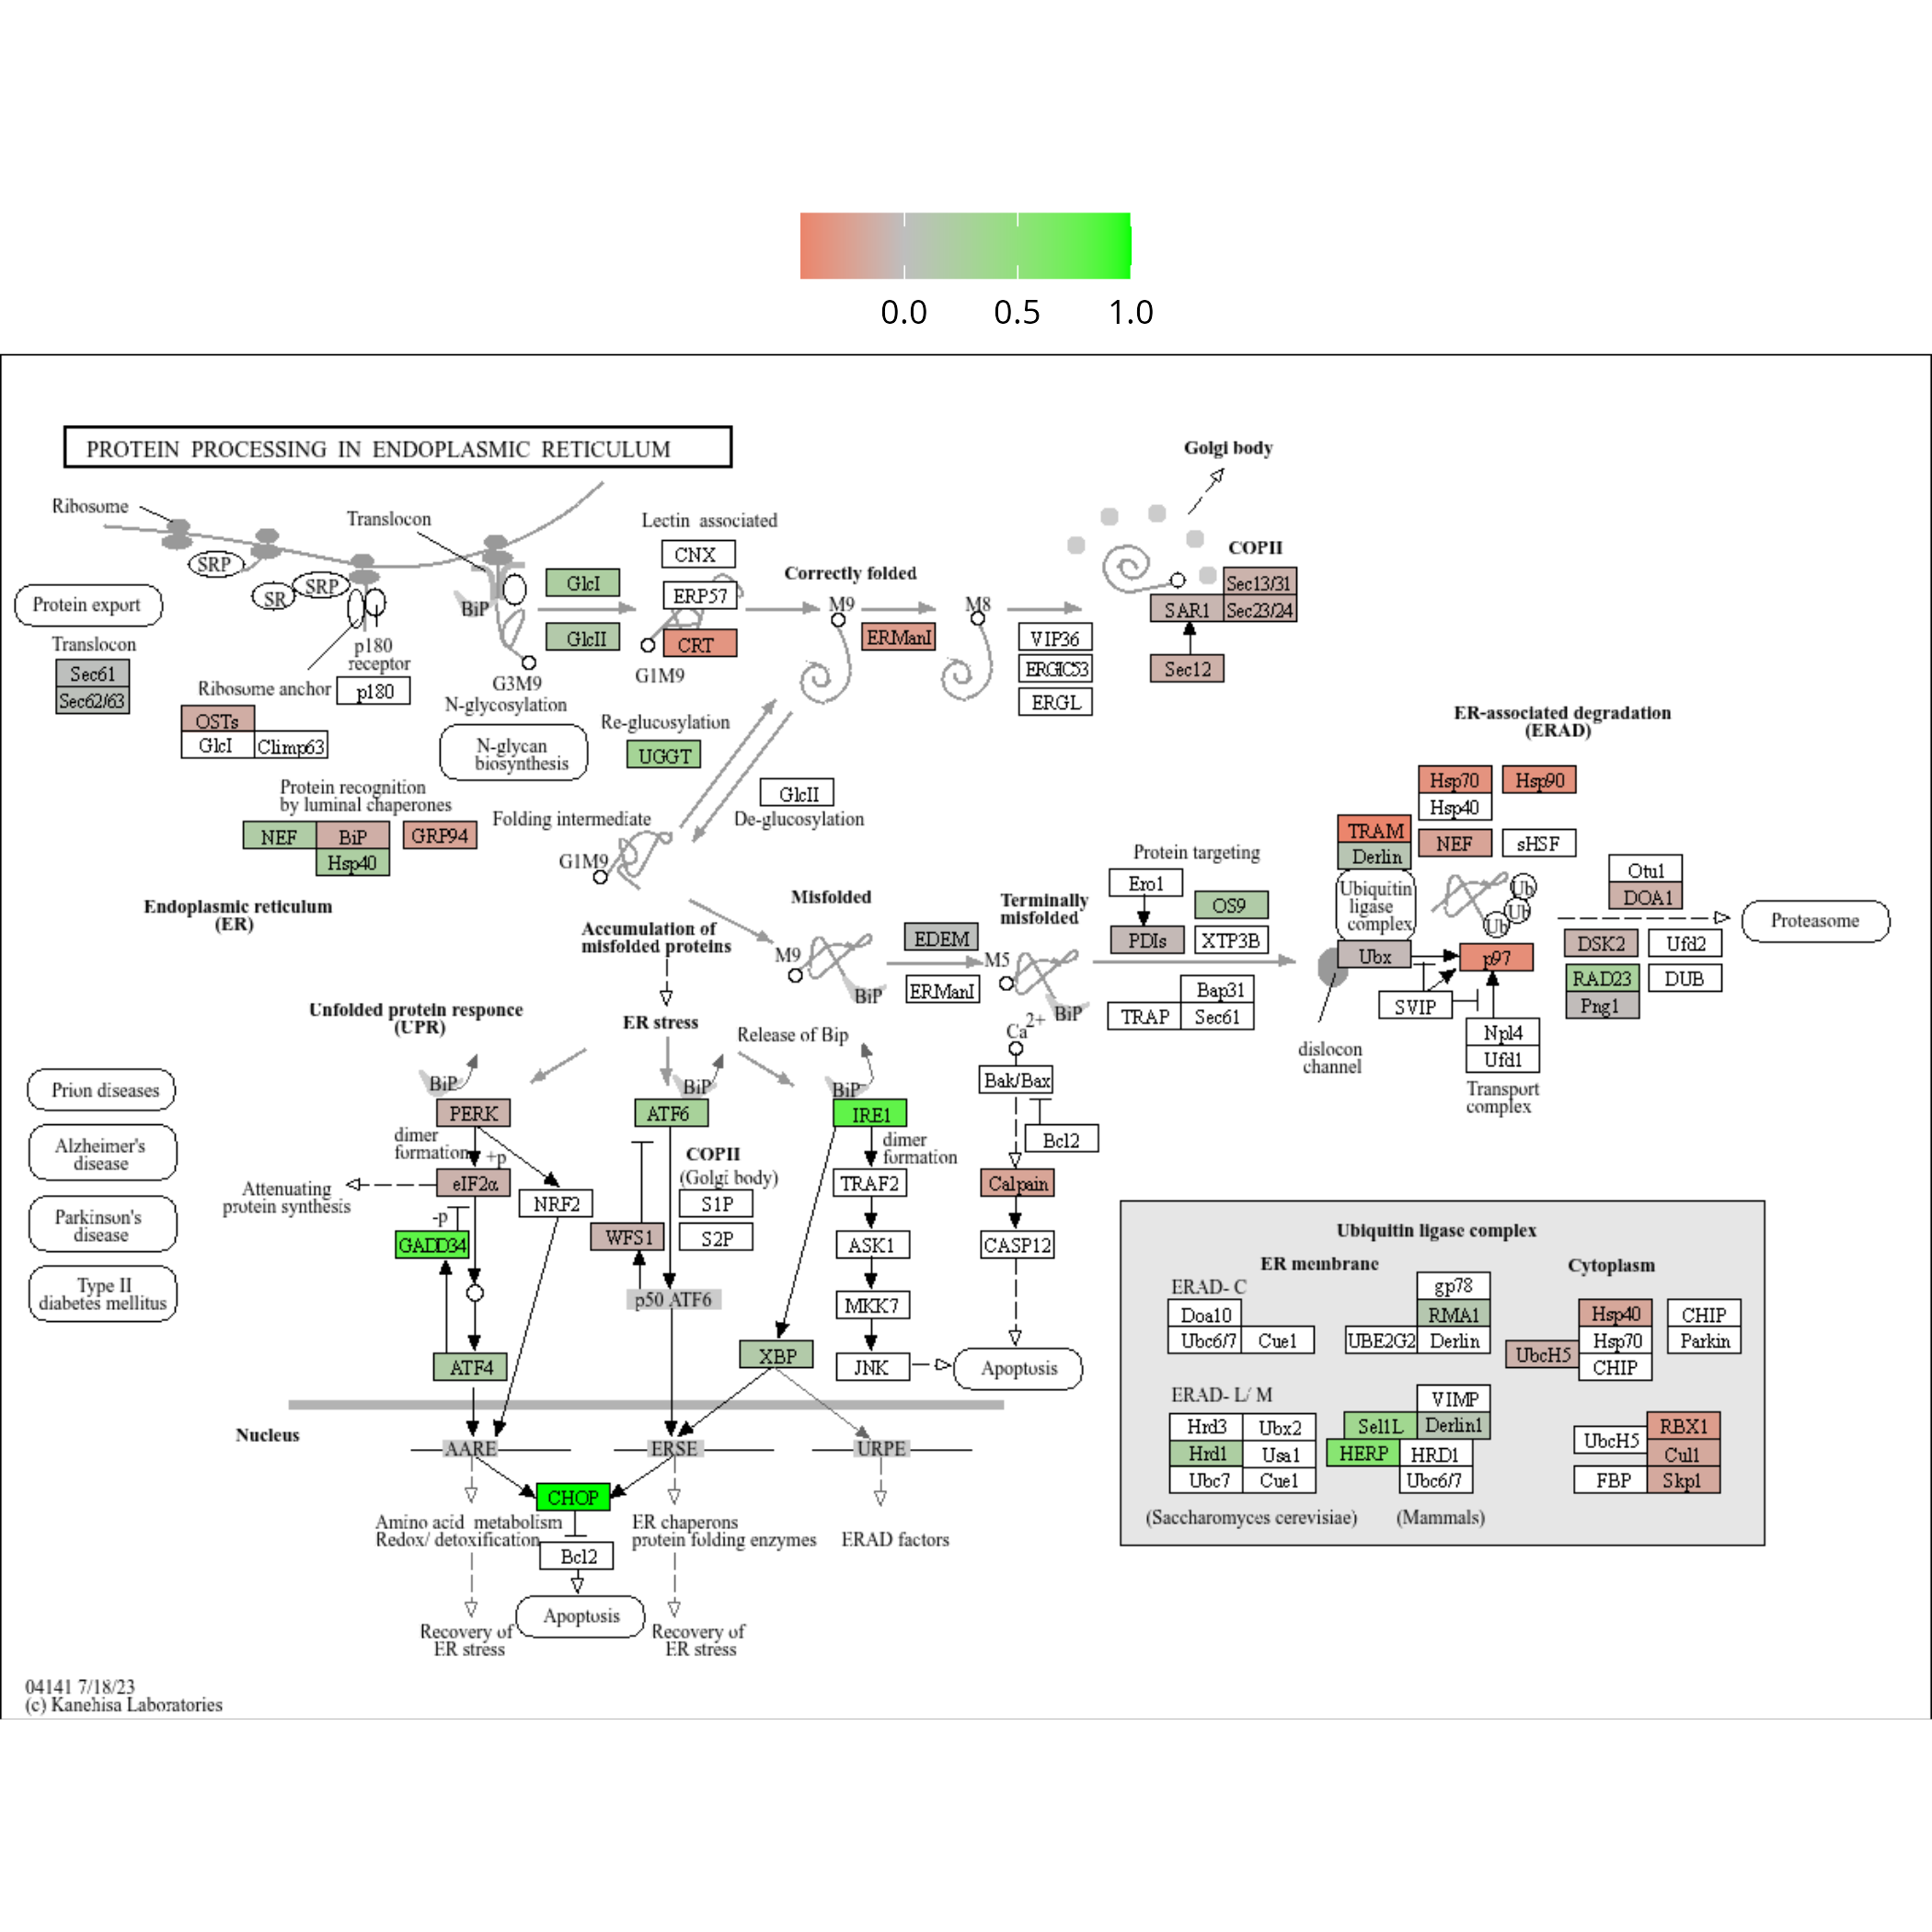 0.0 0.5 1.0
PROTEIN PROCESSING IN ENDOPLASMIC RETICULUM
Golgi body
Ribosome
Translocon
Lectin associated
SRP
SR
SRP
BiP
GlcI
GlcII
CNX
ERP57
CRT
G1M9
Correctly folded
M9
ERManI
M8
VIP36
ERGIC53
ERGL
COPII
Sec13/31
SAR1
Sec23/24
Sec12
Protein export
Translocon
Sec61
Sec62/63
p180
receptor
Ribosome anchor
p180
OSTs
GlcI
Climp63
G3M9
N-glycosylation
N-glycan
biosynthesis
Re-glucosylation
UGGT
GlcII
De-glucosylation
Protein recognition
by luminal chaperones
NEF
BiP
GRP94
Hsp40
Folding intermediate
G1M9
Endoplasmic reticulum
(ER)
ER-associated degradation
(ERAD)
Hsp70
Hsp90
Hsp40
TRAM
Derlin
NEF
sHSF
Ubiquitin
ligase
complex
Ub
Ub
Ub
Otu1
DOA1
Proteasome
DSK2
Ufd2
RAD23
DUB
Png1
Ubx
p97
SVIP
Npl4
Ufd1
Transport
complex
dislocon
channel
Protein targeting
Ero1
OS9
PDIs
XTP3B
Bap31
TRAP
Sec61
Misfolded
M9
BiP
EDEM
ERManI
Terminally
misfolded
M5
BiP
Accumulation of
misfolded proteins
Unfolded protein responce
(UPR)
ER stress
Release of Bip
BiP
BiP
BiP
PERK
ATF6
IRE1
Ca2+
Bak/Bax
Bcl2
Calpain
CASP12
Apoptosis
Prion diseases
Alzheimer's
disease
Parkinson's
disease
Type II
diabetes mellitus
dimer
formation
+p
Attenuating
protein synthesis
eIF2α
NRF2
-p
GADD34
ATF4
COPII
(Golgi body)
S1P
S2P
WFS1
p50 ATF6
dimer
formation
TRAF2
ASK1
MKK7
JNK
XBP
Nucleus
AARE
ERSE
URPE
CHOP
Amino acid metabolism
Redox/ detoxification
Bcl2
Apoptosis
ER chaperons
protein folding enzymes
ERAD factors
Recovery of
ER stress
Recovery of
ER stress
Ubiquitin ligase complex
ER membrane
Cytoplasm
ERAD- C
Doa10
Ubc6/7
Cue1
gp78
RMA1
UBE2G2
Derlin
Hsp40
Hsp70
UbcH5
CHIP
CHIP
Parkin
ERAD- L/ M
Hrd3
Ubx2
Hrd1
Usa1
Ubc7
Cue1
VIMP
Sel1L
Derlin1
HERP
HRD1
Ubc6/7
UbcH5
RBX1
Cul1
FBP
Skp1
(Saccharomyces cerevisiae)
(Mammals)
04141 7/18/23
(c) Kanehisa Laboratories